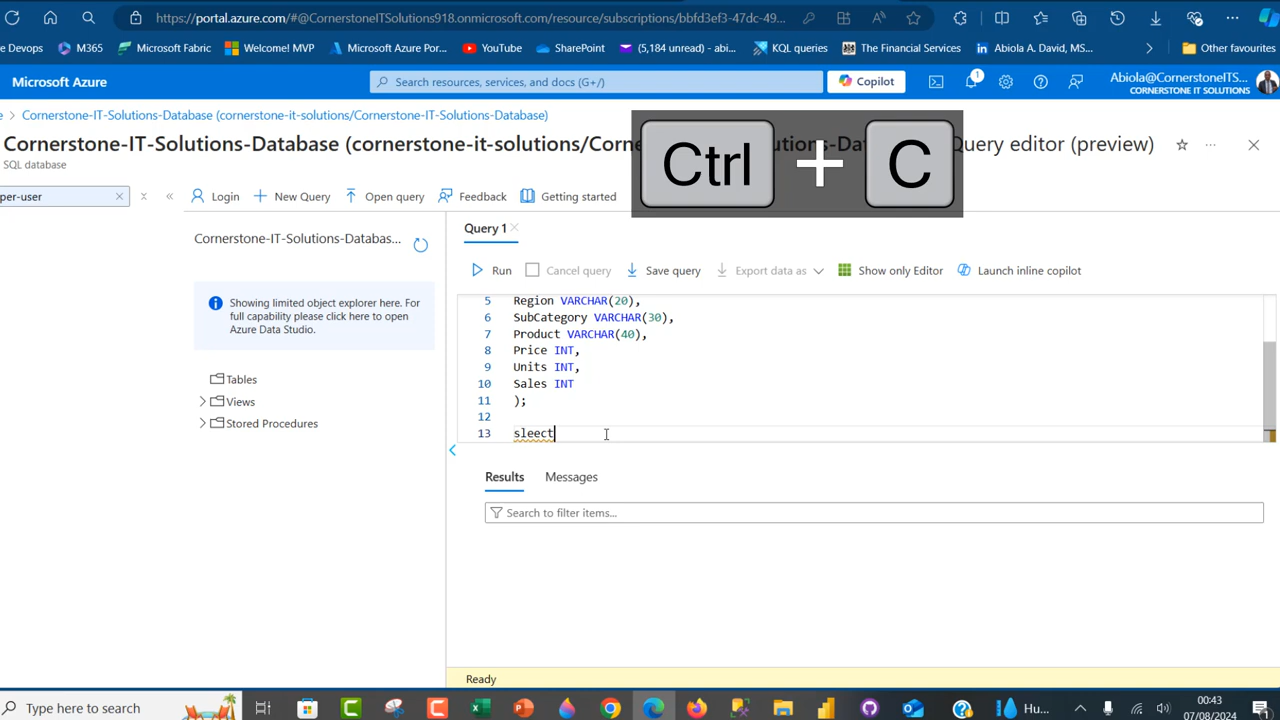 https://portal.azure.com/#@CornerstoneITSolutions918.onmicrosoft.com/resource/subscriptions/bbfd3ef3-47dc-49...
e Devops M365 Microsoft Fabric Welcome! MVP Microsoft Azure Por... YouTube SharePoint (5,184 unread) - abi... KQL queries The Financial Services Abiola A. David, MS... Other favourites
Microsoft Azure Search resources, services, and docs (G+/) Copilot 1 Abiola@CornerstoneITS...
CORNERSTONE IT SOLUTIONS
e > Cornerstone-IT-Solutions-Database (cornerstone-it-solutions/Cornerstone-IT-Solutions-Database)
Cornerstone-IT-Solutions-Database (cornerstone-it-solutions/Corne
Query editor (preview)
Ctrl + C
SQL database
per-user Login New Query Open query Feedback Getting started
Cornerstone-IT-Solutions-Databas...
Showing limited object explorer here. For
full capability please click here to open
Azure Data Studio.
Tables
Views
Stored Procedures
Query 1
Run Cancel query Save query Export data as Show only Editor Launch inline copilot
5 Region VARCHAR(20),
6 SubCategory VARCHAR(30),
7 Product VARCHAR(40),
8 Price INT,
9 Units INT,
10 Sales INT
11 );
12
13 sleect
Results Messages
Search to filter items...
Ready
Type here to search Hu... 00:43
07/08/2024